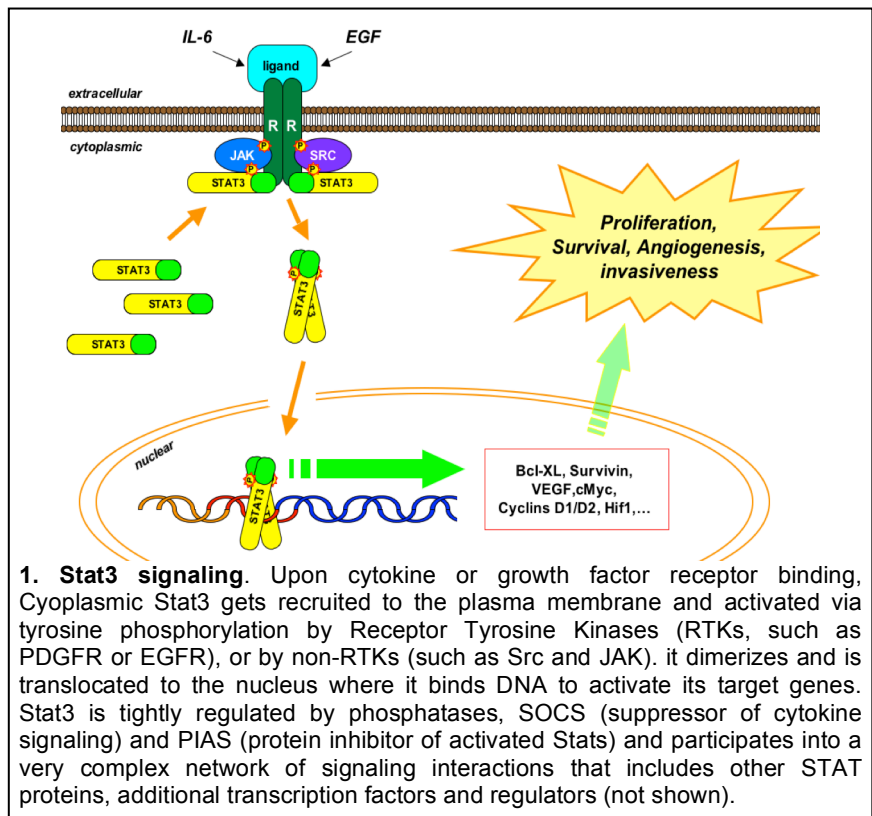 IL-6 EGF
ligand
extracellular
R R
cytoplasmic
P P
JAK SRC
P P
STAT3 STAT3
Proliferation,
Survival, Angiogenesis,
invasiveness
STAT3
STAT3
STAT3
P
STAT3
nuclear
P
STAT3
Bcl-XL, Survivin,
VEGF,cMyc,
Cyclins D1/D2, Hif1,...
1. Stat3 signaling. Upon cytokine or growth factor receptor binding,
Cyoplasmic Stat3 gets recruited to the plasma membrane and activated via
tyrosine phosphorylation by Receptor Tyrosine Kinases (RTKs, such as
PDGFR or EGFR), or by non-RTKs (such as Src and JAK). it dimerizes and is
translocated to the nucleus where it binds DNA to activate its target genes.
Stat3 is tightly regulated by phosphatases, SOCS (suppressor of cytokine
signaling) and PIAS (protein inhibitor of activated Stats) and participates into a
very complex network of signaling interactions that includes other STAT
proteins, additional transcription factors and regulators (not shown).